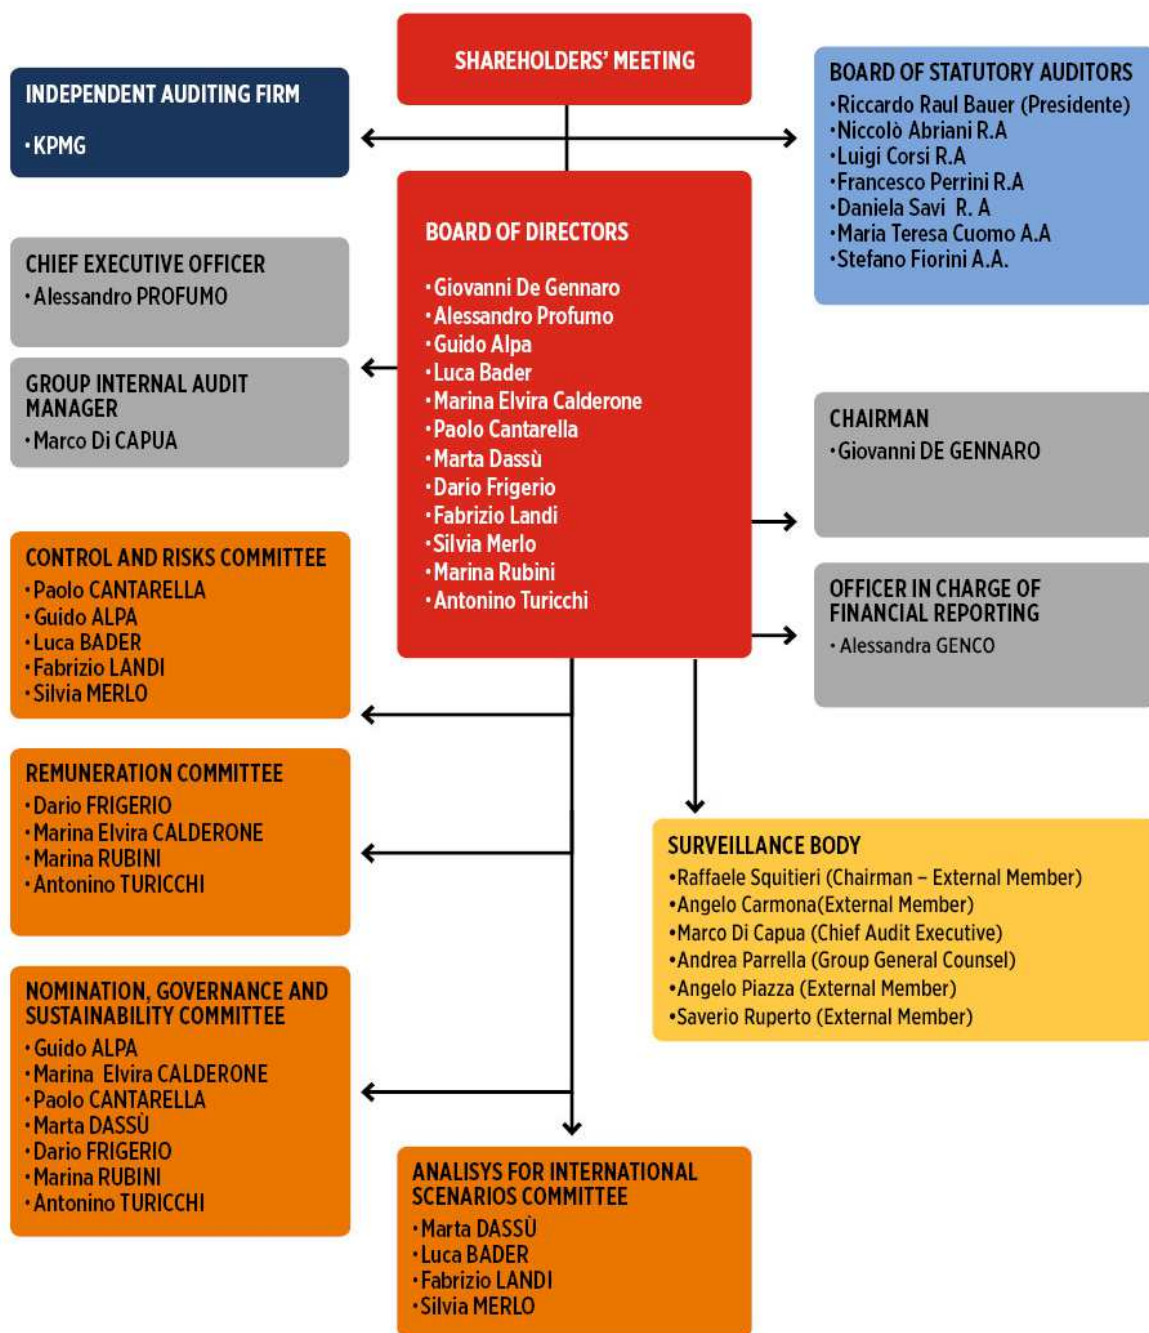 SHAREHOLDERS' MEETING
INDEPENDENT AUDITING FIRM
·KPMG
BOARD OF STATUTORY AUDITORS
·Riccardo Raul Bauer (Presidente)
·Niccolò Abriani R.A
·Luigi Corsi R.A
·Francesco Perrini R.A
·Daniela Savi R. A
·Maria Teresa Cuomo A.A
·Stefano Fiorini A.A.
BOARD OF DIRECTORS
·Giovanni De Gennaro
·Alessandro Profumo
·Guido Alpa
·Luca Bader
·Marina Elvira Calderone
·Paolo Cantarella
·Marta Dassù
·Dario Frigerio
·Fabrizio Landi
·Silvia Merlo
·Marina Rubini
·Antonino Turicchi
CHIEF EXECUTIVE OFFICER
·Alessandro PROFUMO
GROUP INTERNAL AUDIT
MANAGER
·Marco Di CAPUA
CHAIRMAN
·Giovanni DE GENNARO
OFFICER IN CHARGE OF
FINANCIAL REPORTING
· Alessandra GENCO
CONTROL AND RISKS COMMITTEE
·Paolo CANTARELLA
·Guido ALPA
·Luca BADER
·Fabrizio LANDI
·Silvia MERLO
REMUNERATION COMMITTEE
·Dario FRIGERIO
·Marina Elvira CALDERONE
·Marina RUBINI
·Antonino TURICCHI
SURVEILLANCE BODY
•Raffaele Squitieri (Chairman – External Member)
•Angelo Carmona(External Member)
•Marco Di Capua (Chief Audit Executive)
•Andrea Parrella (Group General Counsel)
•Angelo Piazza (External Member)
•Saverio Ruperto (External Member)
NOMINATION, GOVERNANCE AND
SUSTAINABILITY COMMITTEE
·Guido ALPA
·Marina Elvira CALDERONE
·Paolo CANTARELLA
·Marta DASSÙ
·Dario FRIGERIO
·Marina RUBINI
·Antonino TURICCHI
ANALISYS FOR INTERNATIONAL
SCENARIOS COMMITTEE
·Marta DASSÙ
·Luca BADER
·Fabrizio LANDI
·Silvia MERLO